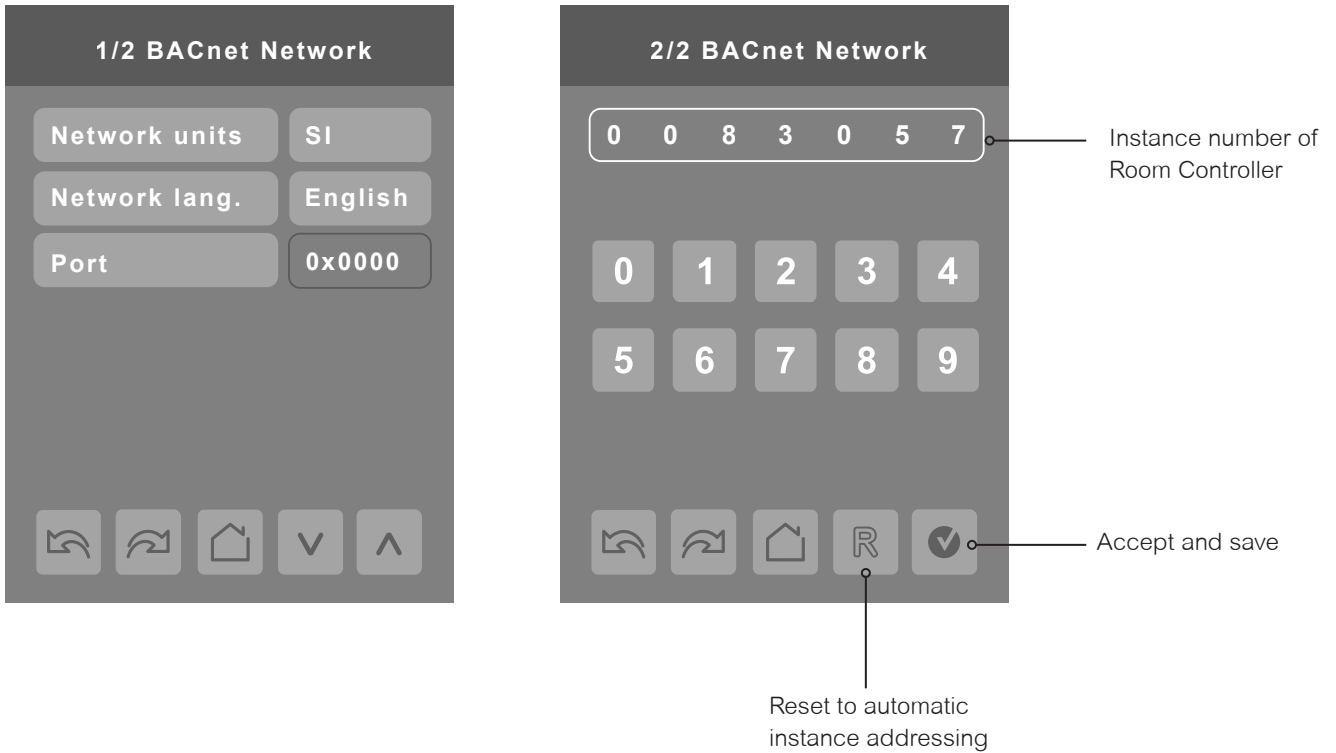 1/2 BACnet Network
Network units SI
Network lang. English
Port 0x0000
2/2 BACnet Network
0 0 8 3 0 5 7
Instance number of
Room Controller
0 1 2 3 4
5 6 7 8 9
R
Accept and save
Reset to automatic
instance addressing